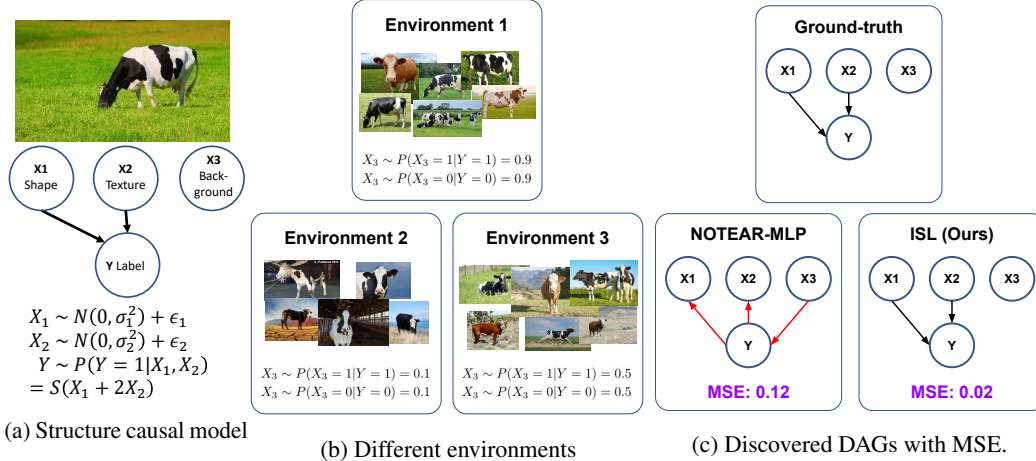 X1
Shape
X2
Texture
X3
Back-
ground
Y Label
X₁ ~ N(0, σ₁²) + ϵ₁
X₂ ~ N(0, σ₂²) + ϵ₂
Y ~ P(Y = 1|X₁, X₂)
= S(X₁ + 2X₂)
(a) Structure causal model
Environment 1
X₃ ~ P(X₃ = 1|Y = 1) = 0.9
X₃ ~ P(X₃ = 0|Y = 0) = 0.9
Environment 2
X₃ ~ P(X₃ = 1|Y = 1) = 0.1
X₃ ~ P(X₃ = 0|Y = 0) = 0.1
Environment 3
X₃ ~ P(X₃ = 1|Y = 1) = 0.5
X₃ ~ P(X₃ = 0|Y = 0) = 0.5
(b) Different environments
Ground-truth
X1
X2
X3
Y
NOTEAR-MLP
X1
X2
X3
Y
MSE: 0.12
ISL (Ours)
X1
X2
X3
Y
MSE: 0.02
(c) Discovered DAGs with MSE.